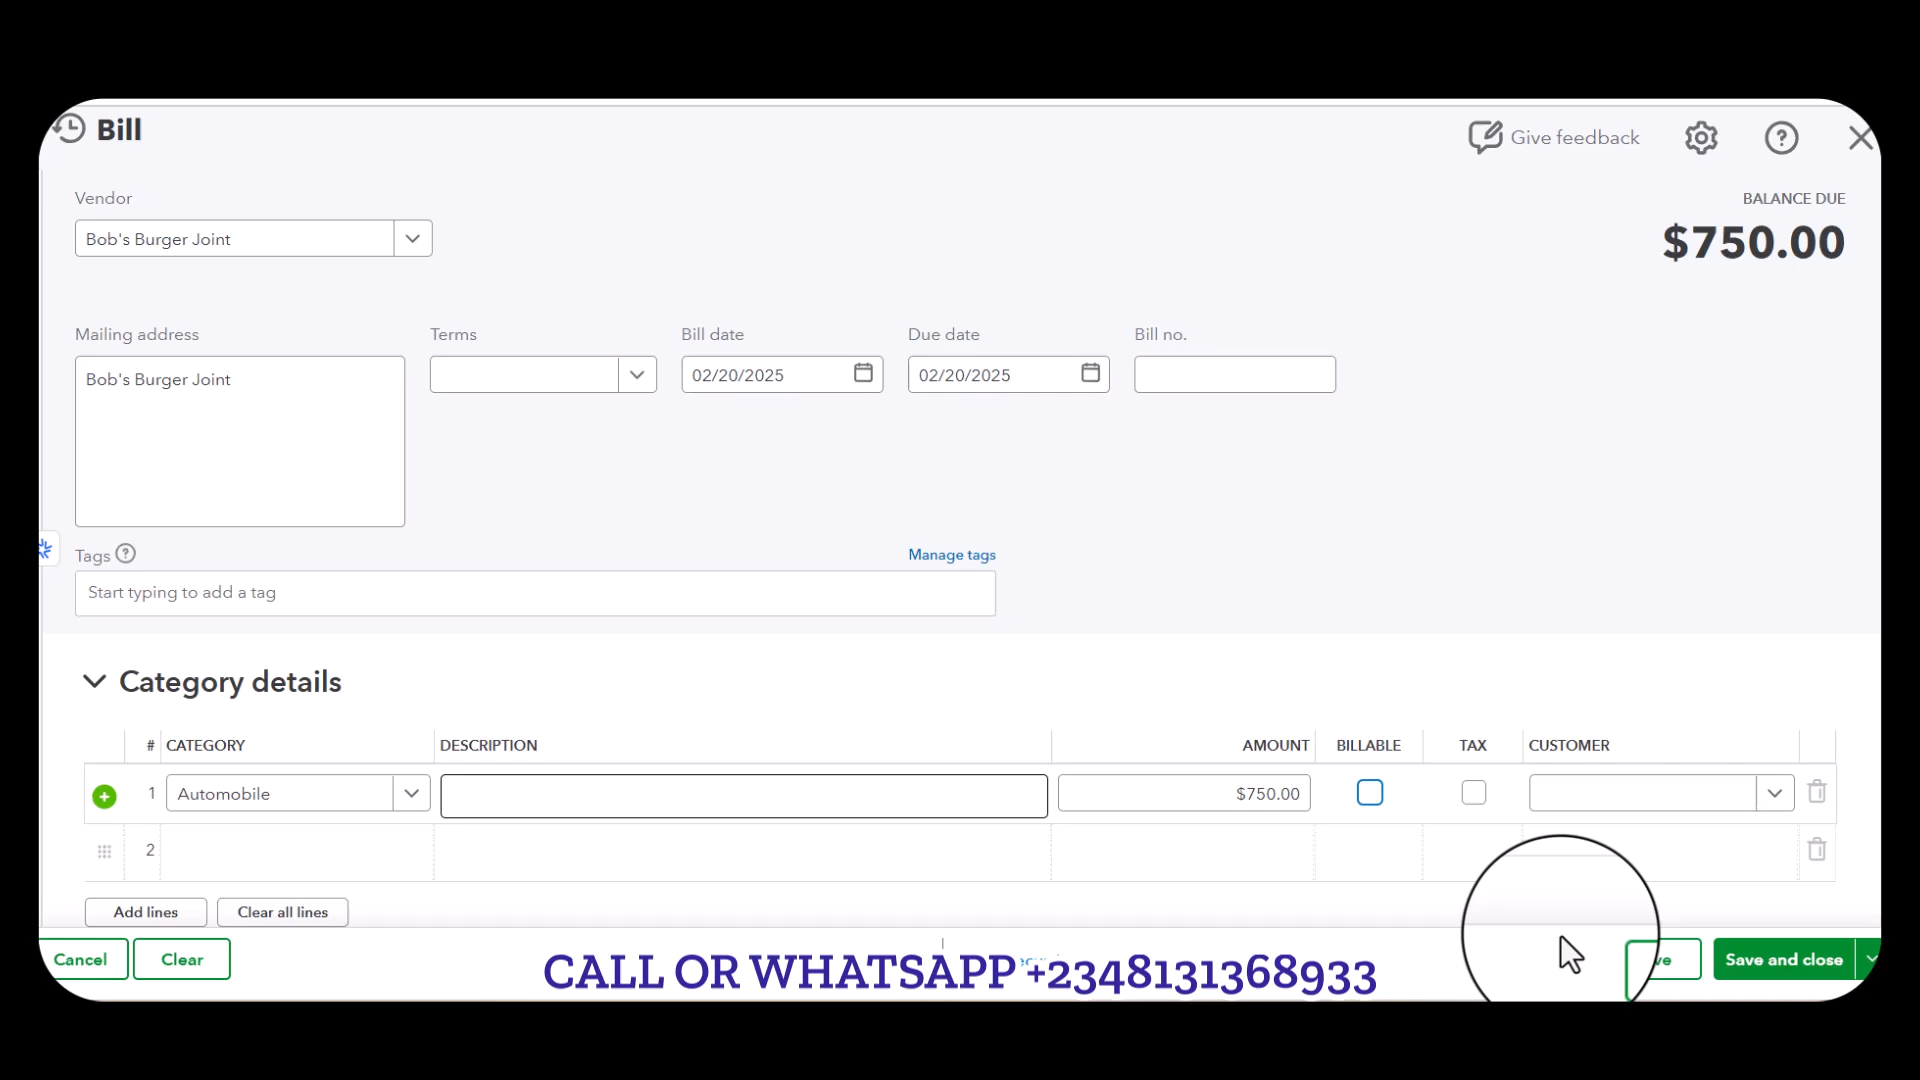 Bill
Give feedback
Vendor
BALANCE DUE
Bob's Burger Joint
$750.00
Mailing address
Terms
Bill date
Due date
Bill no.
Bob's Burger Joint
02/20/2025
02/20/2025
Tags
Manage tags
Start typing to add a tag
Category details
# CATEGORY DESCRIPTION AMOUNT BILLABLE TAX CUSTOMER
1 Automobile $750.00
2
Add lines
Clear all lines
Cancel
Clear
CALL OR WHATSAPP +2348131368933
Save and close